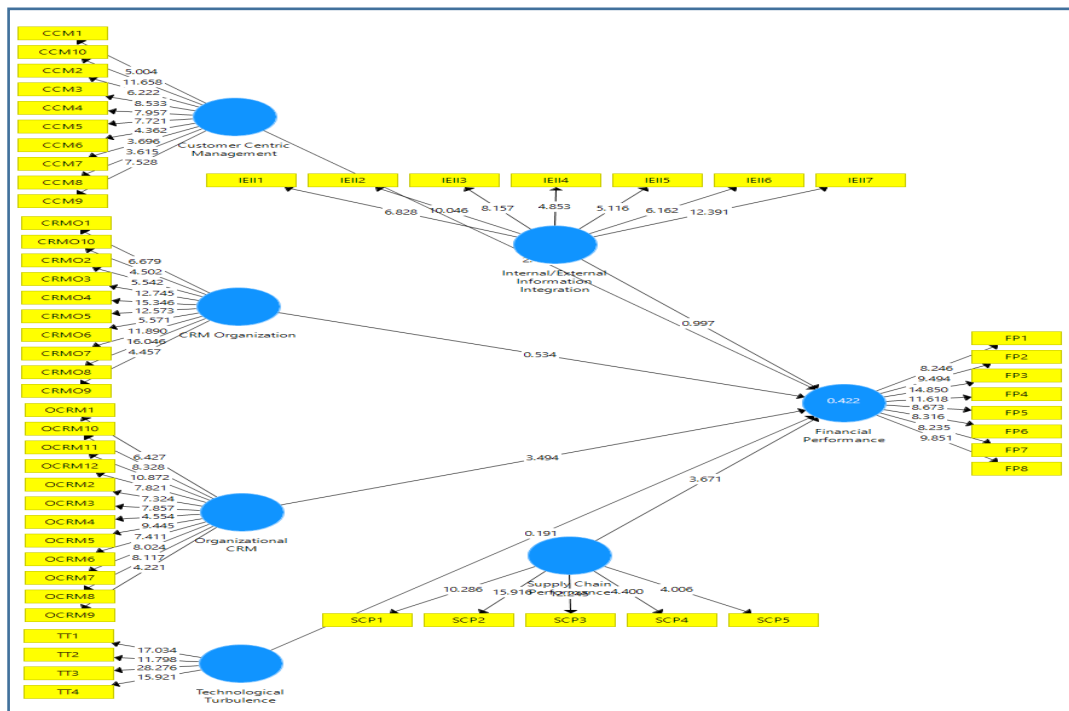 CCM1
CCM10
CCM2
CCM3
CCM4
CCM5
CCM6
CCM7
CCM8
CCM9
5.004
11.658
6.222
8.533
7.957
7.721
4.362
3.696
3.615
7.528
Customer Centric
Management
IEII1
IEII2
IEII3
IEII4
IEII5
IEII6
IEII7
6.828
10.046
8.157
4.853
5.116
6.162
12.391
Internal/External
Information
Integration
CRMO1
CRMO10
CRMO2
CRMO3
CRMO4
CRMO5
CRMO6
CRMO7
CRMO8
CRMO9
6.679
4.502
5.542
12.745
15.346
12.573
5.571
11.890
16.046
4.457
CRM Organization
0.997
0.534
3.494
3.671
0.191
0.422
Financial
Performance
FP1
FP2
FP3
FP4
FP5
FP6
FP7
FP8
8.246
9.494
14.850
11.618
8.673
8.316
8.235
9.851
OCRM1
OCRM10
OCRM11
OCRM12
OCRM2
OCRM3
OCRM4
OCRM5
OCRM6
OCRM7
OCRM8
OCRM9
6.427
8.328
10.872
7.821
7.324
7.857
4.554
9.445
7.411
8.024
8.117
4.221
Organizational
CRM
Supply Chain
Performance
10.286
15.916
4.400
4.006
SCP1
SCP2
SCP3
SCP4
SCP5
TT1
TT2
TT3
TT4
17.034
11.798
28.276
15.921
Technological
Turbulence